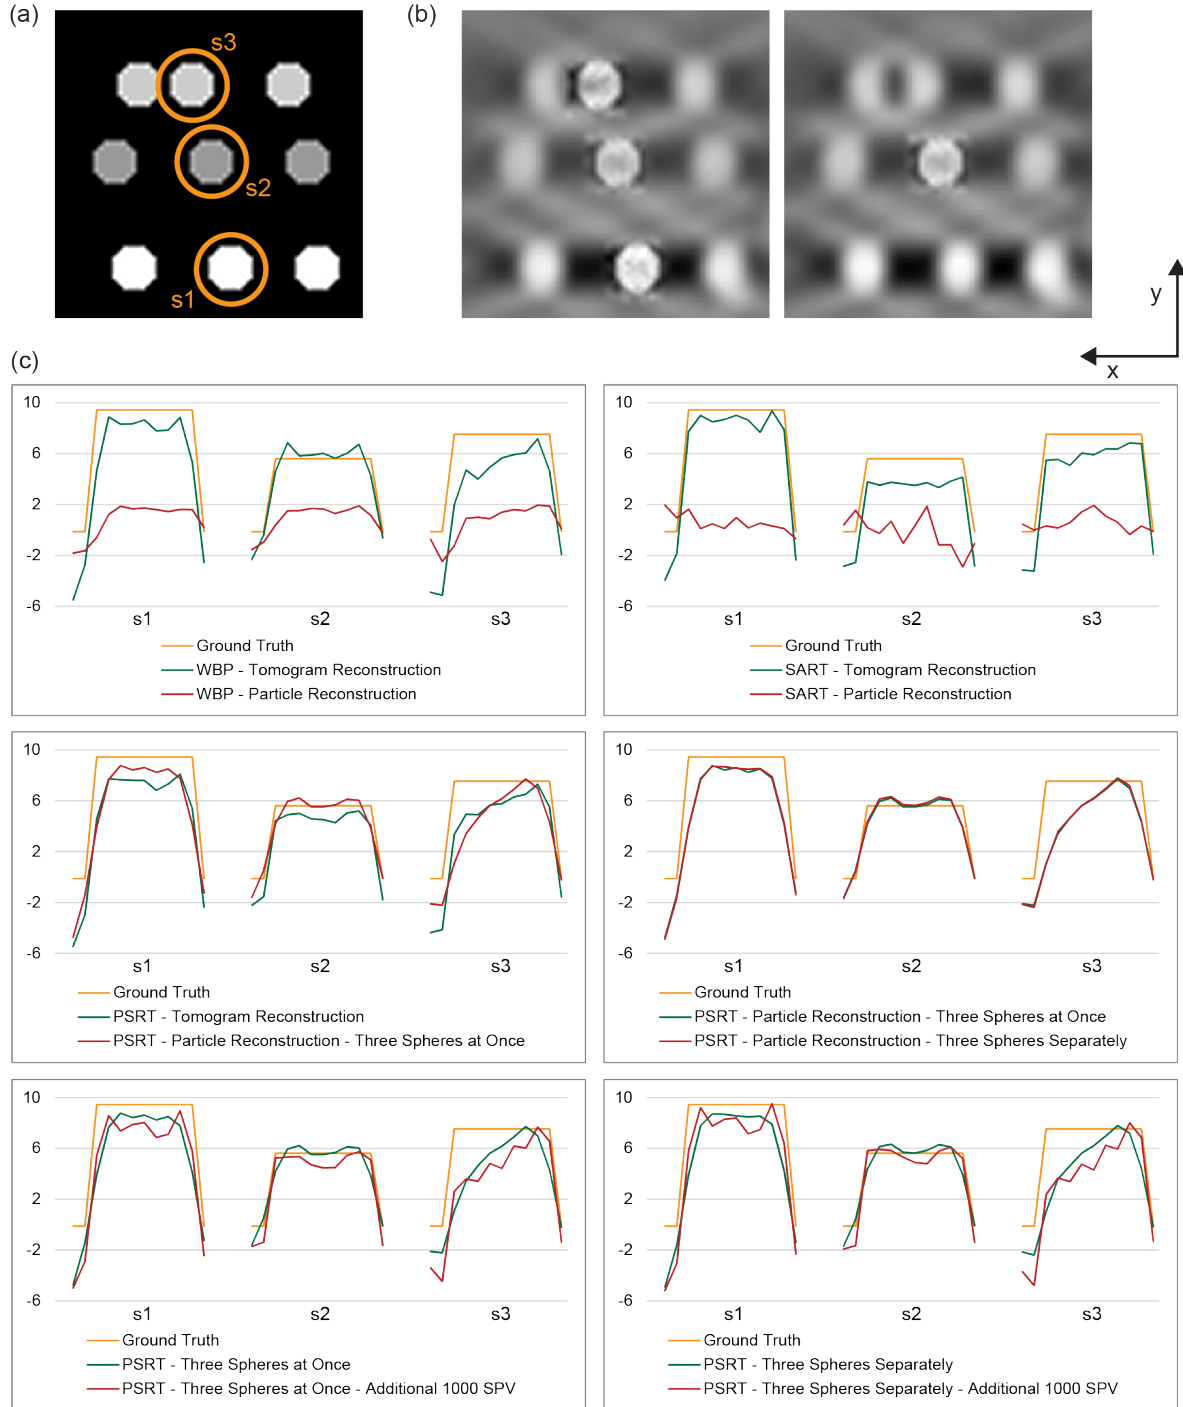 (a)
(b)
s3
s2
s1
y
x
(c)
10
6
2
-2
-6
s1 s2 s3
Ground Truth
WBP - Tomogram Reconstruction
WBP - Particle Reconstruction
10
6
2
-2
-6
s1 s2 s3
Ground Truth
SART - Tomogram Reconstruction
SART - Particle Reconstruction
10
6
2
-2
-6
s1 s2 s3
Ground Truth
PSRT - Tomogram Reconstruction
PSRT - Particle Reconstruction - Three Spheres at Once
10
6
2
-2
-6
s1 s2 s3
Ground Truth
PSRT - Particle Reconstruction - Three Spheres at Once
PSRT - Particle Reconstruction - Three Spheres Separately
10
6
2
-2
-6
s1 s2 s3
Ground Truth
PSRT - Three Spheres at Once
PSRT - Three Spheres at Once - Additional 1000 SPV
10
6
2
-2
-6
s1 s2 s3
Ground Truth
PSRT - Three Spheres Separately
PSRT - Three Spheres Separately - Additional 1000 SPV